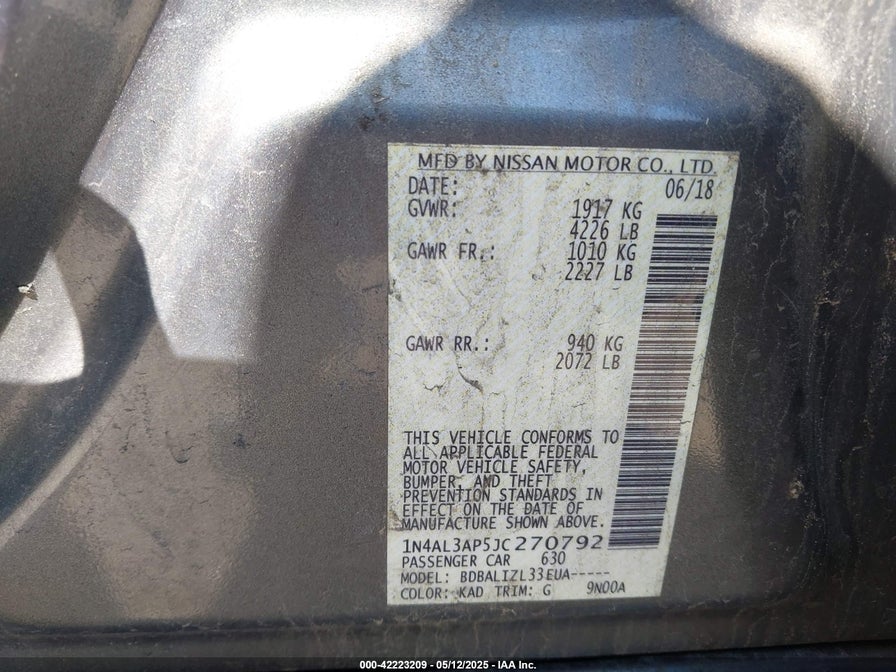 MFD BY NISSAN MOTOR CO., LTD.
DATE: 06/18
GVWR: 1917 KG
4226 LB
GAWR FR.: 1010 KG
2227 LB
GAWR RR.: 940 KG
2072 LB
THIS VEHICLE CONFORMS TO
ALL APPLICABLE FEDERAL
MOTOR VEHICLE SAFETY,
BUMPER, AND THEFT
PREVENTION STANDARDS IN
EFFECT ON THE DATE OF
MANUFACTURE SHOWN ABOVE.
1N4AL3AP5JC270792
PASSENGER CAR 630
MODEL: BDBALIZL33EUA-----
COLOR: KAD TRIM: G 9N00A
000-42223209 — 05/12/2025 — IAA Inc.